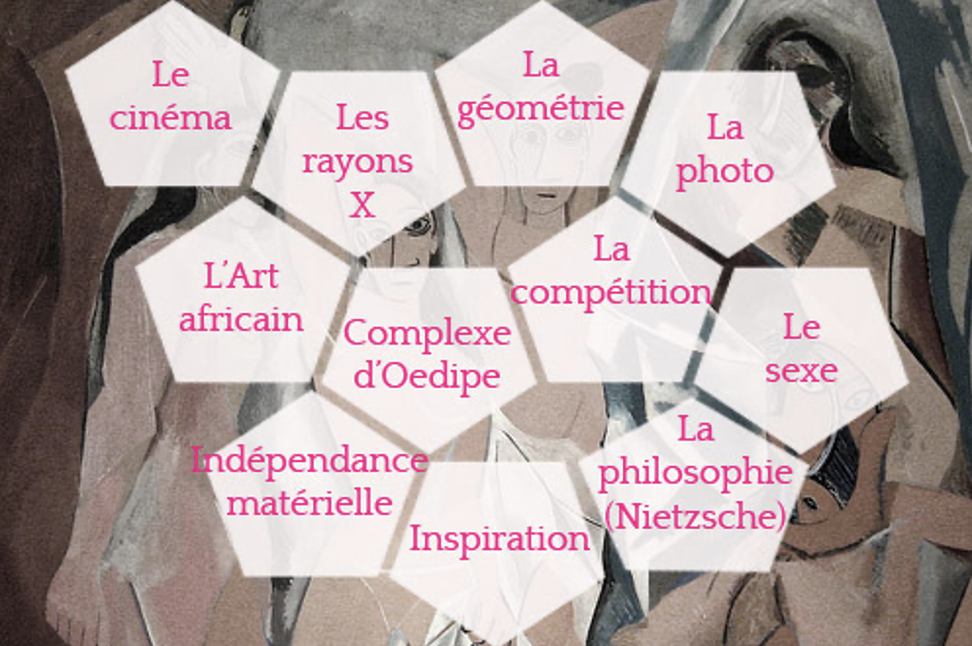 Le
cinéma
Les
rayons
X
La
géométrie
La
photo
L'Art
africain
Complexe
d'Oedipe
La
compétition
Le
sexe
Indépendance
matérielle
Inspiration
La
philosophie
(Nietzsche)